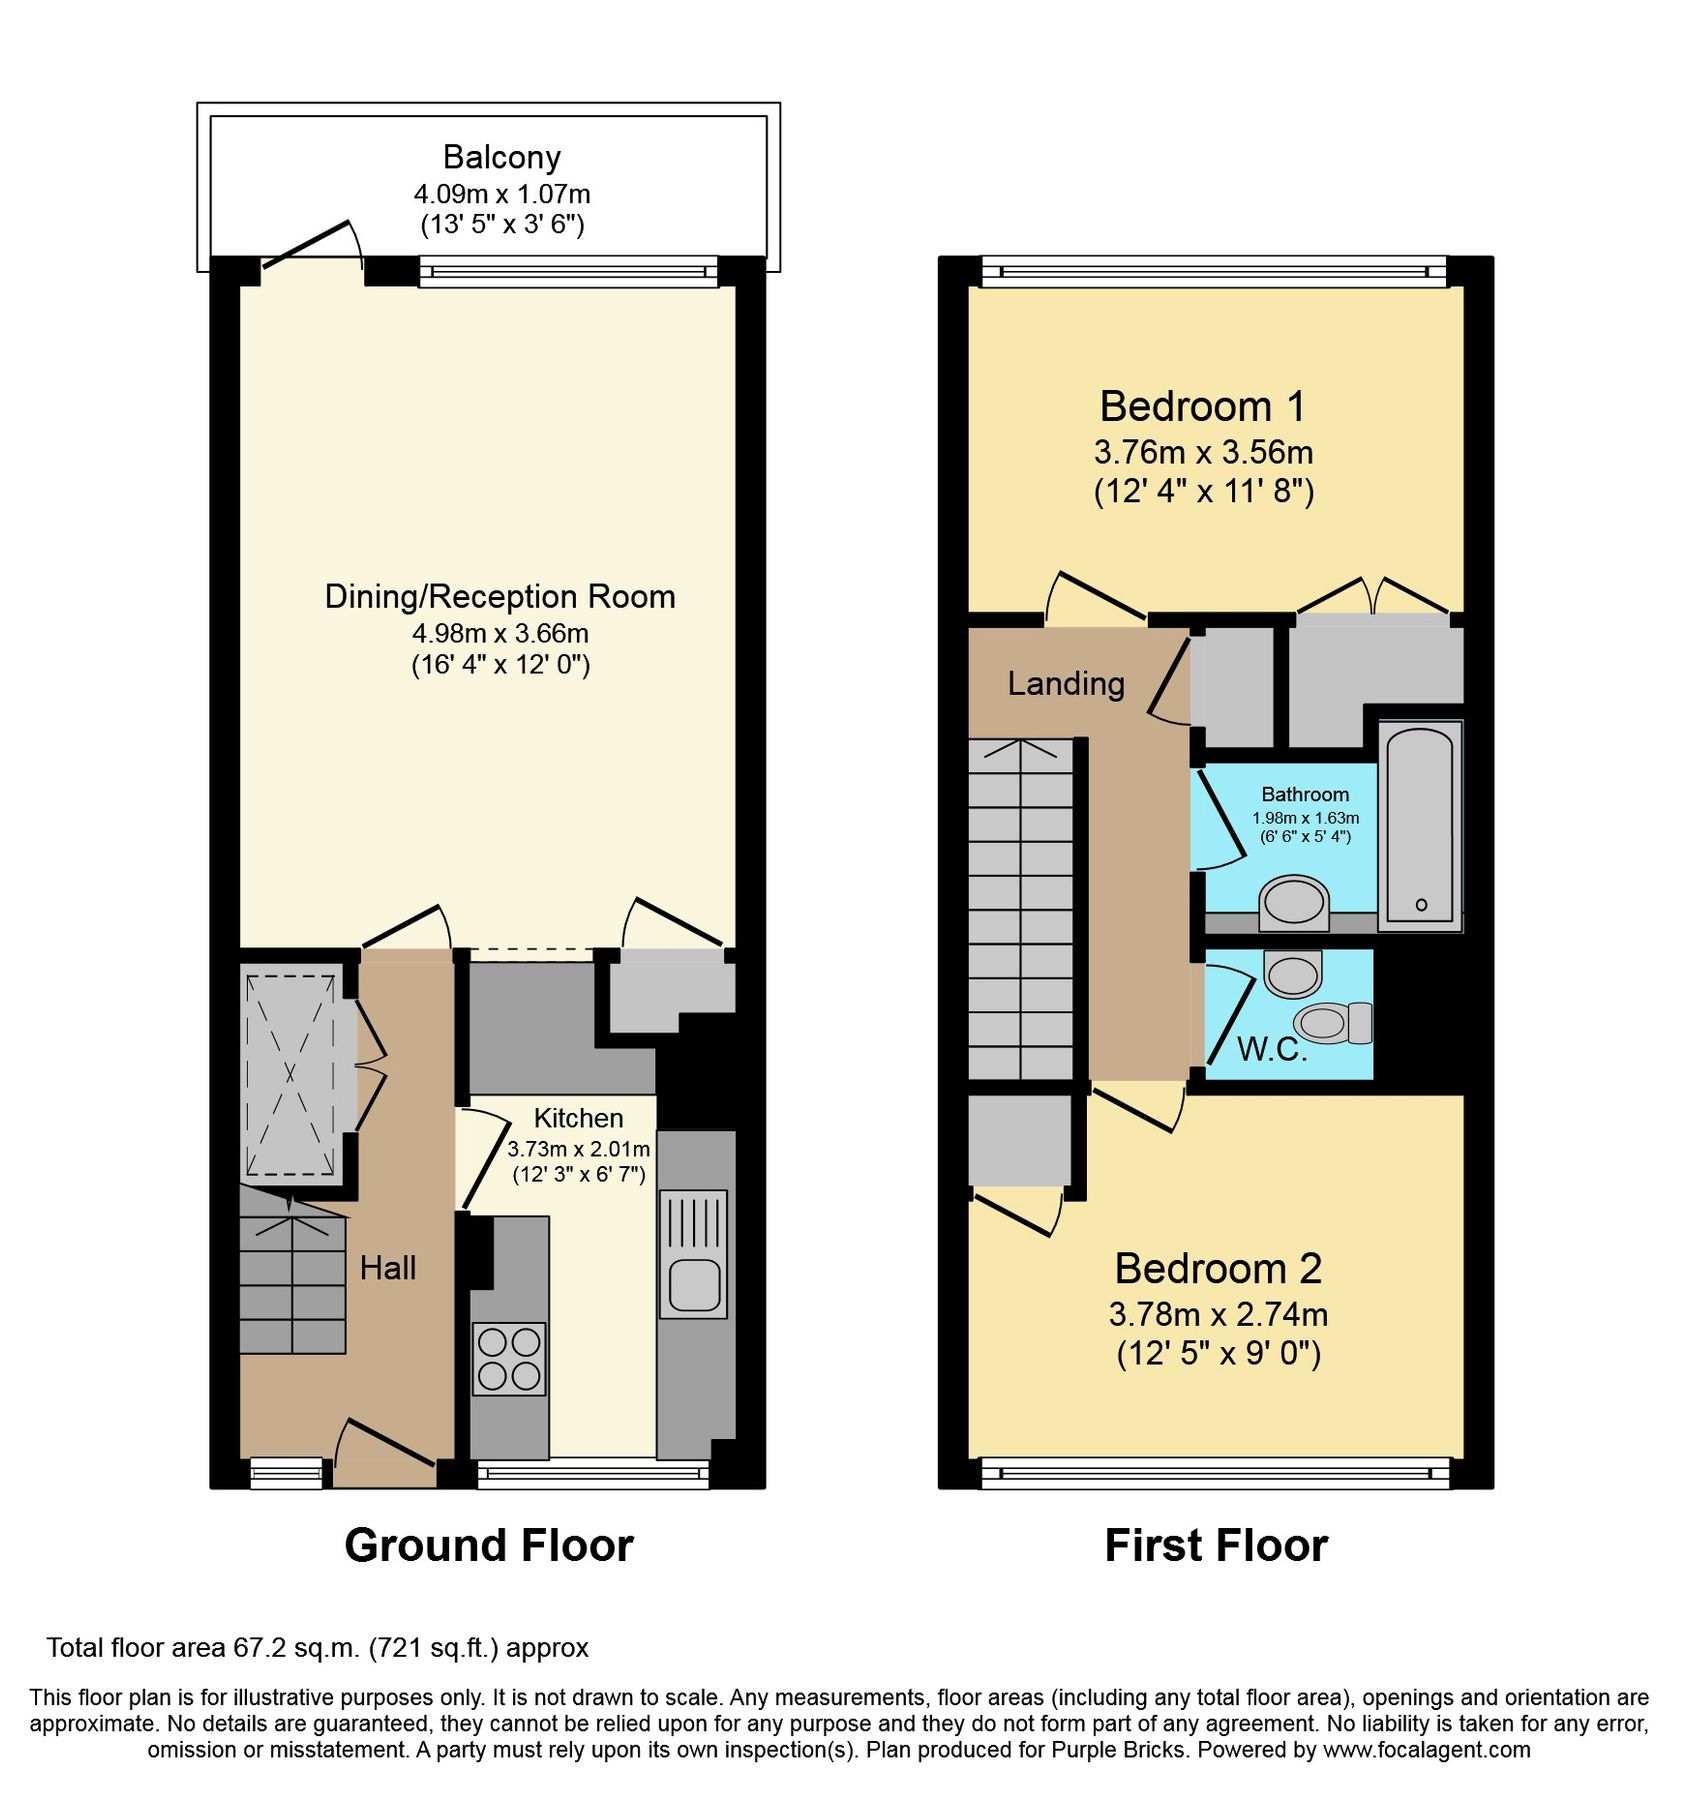 Balcony
4.09m x 1.07m
(13' 5" x 3' 6")
Dining/Reception Room
4.98m x 3.66m
(16' 4" x 12' 0")
Kitchen
3.73m x 2.01m
(12' 3" x 6' 7")
Hall
Ground Floor
Bedroom 1
3.76m x 3.56m
(12' 4" x 11' 8")
Landing
Bathroom
1.98m x 1.63m
(6' 6" x 5' 4")
W.C.
Bedroom 2
3.78m x 2.74m
(12' 5" x 9' 0")
First Floor
Total floor area 67.2 sq.m. (721 sq.ft.) approx
This floor plan is for illustrative purposes only. It is not drawn to scale. Any measurements, floor areas (including any total floor area), openings and orientation are
approximate. No details are guaranteed, they cannot be relied upon for any purpose and they do not form part of any agreement. No liability is taken for any error,
omission or misstatement. A party must rely upon its own inspection(s). Plan produced for Purple Bricks. Powered by www.focalagent.com